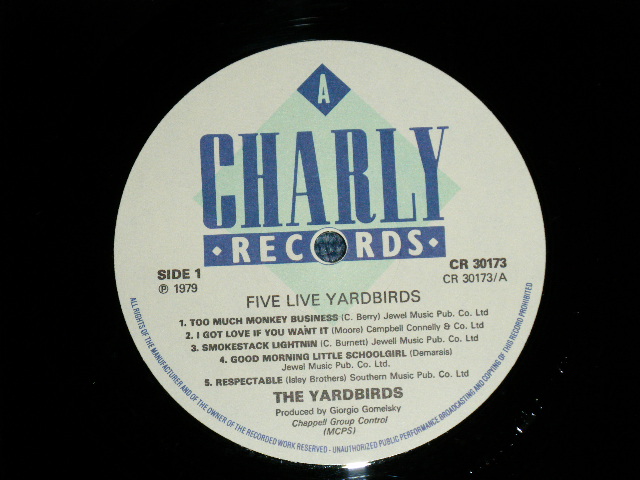 A
CHARLY
• RECORDS •
SIDE 1
℗ 1979
CR 30173
CR 30173/A
FIVE LIVE YARDBIRDS
1. TOO MUCH MONKEY BUSINESS (C. Berry) Jewel Music Pub. Co. Ltd
2. I GOT LOVE IF YOU WANT IT (Moore) Campbell Connelly & Co. Ltd
3. SMOKESTACK LIGHTNIN (C. Burnett) Jewell Music Pub. Co. Ltd
4. GOOD MORNING LITTLE SCHOOLGIRL (Demarais)
Jewel Music Pub. Co. Ltd.
5. RESPECTABLE (Isley Brothers) Southern Music Pub. Co. Ltd
THE YARDBIRDS
Produced by Giorgio Gomelsky
Chappell Group Control
(MCPS)
ALL RIGHTS OF THE MANUFACTURER AND OF THE OWNER OF THE RECORDED WORK RESERVED - UNAUTHORIZED PUBLIC PERFORMANCE BROADCASTING AND COPYING OF THIS RECORD PROHIBITED